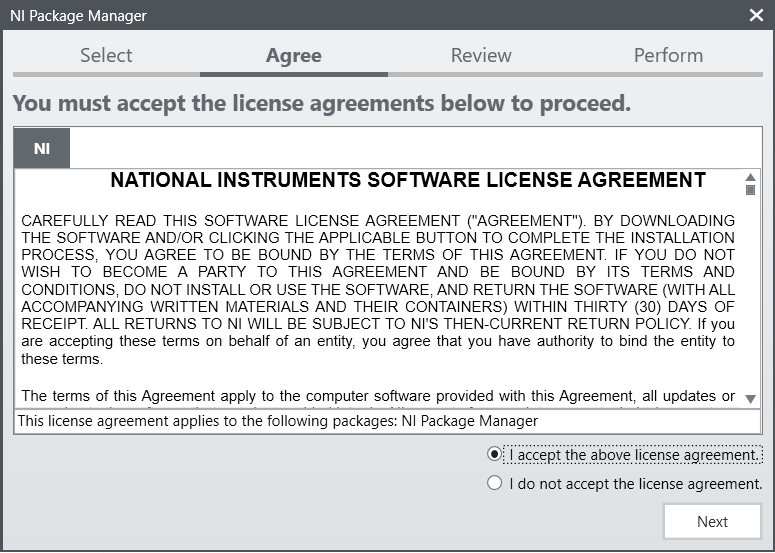 NI Package Manager
Select
Agree
Review
Perform
You must accept the license agreements below to proceed.
NI
NATIONAL INSTRUMENTS SOFTWARE LICENSE AGREEMENT
CAREFULLY READ THIS SOFTWARE LICENSE AGREEMENT ("AGREEMENT"). BY DOWNLOADING
THE SOFTWARE AND/OR CLICKING THE APPLICABLE BUTTON TO COMPLETE THE INSTALLATION
PROCESS, YOU AGREE TO BE BOUND BY THE TERMS OF THIS AGREEMENT. IF YOU DO NOT
WISH TO BECOME A PARTY TO THIS AGREEMENT AND BE BOUND BY ITS TERMS AND
CONDITIONS, DO NOT INSTALL OR USE THE SOFTWARE, AND RETURN THE SOFTWARE (WITH ALL
ACCOMPANYING WRITTEN MATERIALS AND THEIR CONTAINERS) WITHIN THIRTY (30) DAYS OF
RECEIPT. ALL RETURNS TO NI WILL BE SUBJECT TO NI'S THEN-CURRENT RETURN POLICY. If you
are accepting these terms on behalf of an entity, you agree that you have authority to bind the entity to
these terms.
The terms of this Agreement apply to the computer software provided with this Agreement, all updates or
This license agreement applies to the following packages: NI Package Manager
I accept the above license agreement.
I do not accept the license agreement.
Next